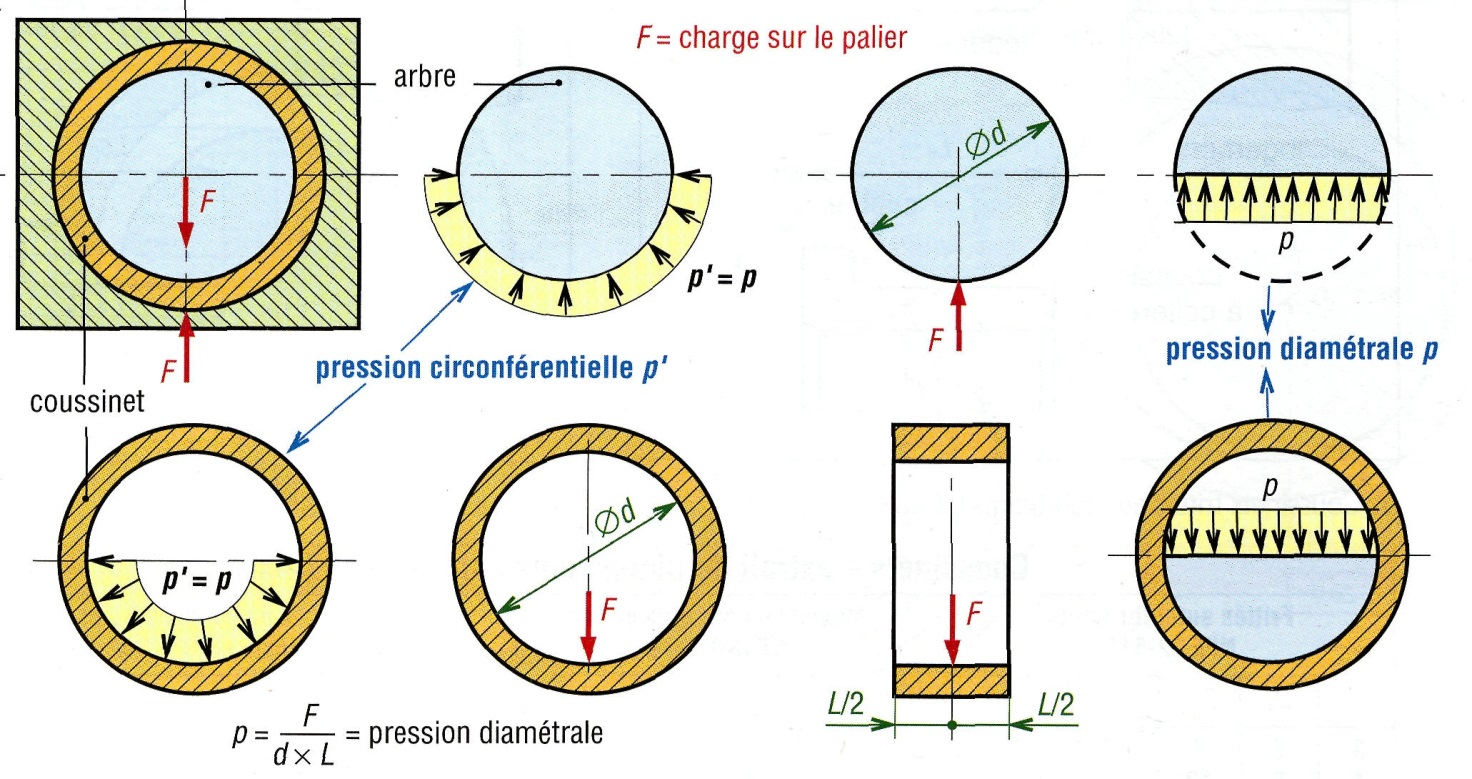 F = charge sur le palier
arbre
Ød
F
p
p' = p
F
F
pression circonférentielle p'
pression diamétrale p
coussinet
p
Ød
p' = p
F
F
L/2
L/2
p = F / d × L = pression diamétrale